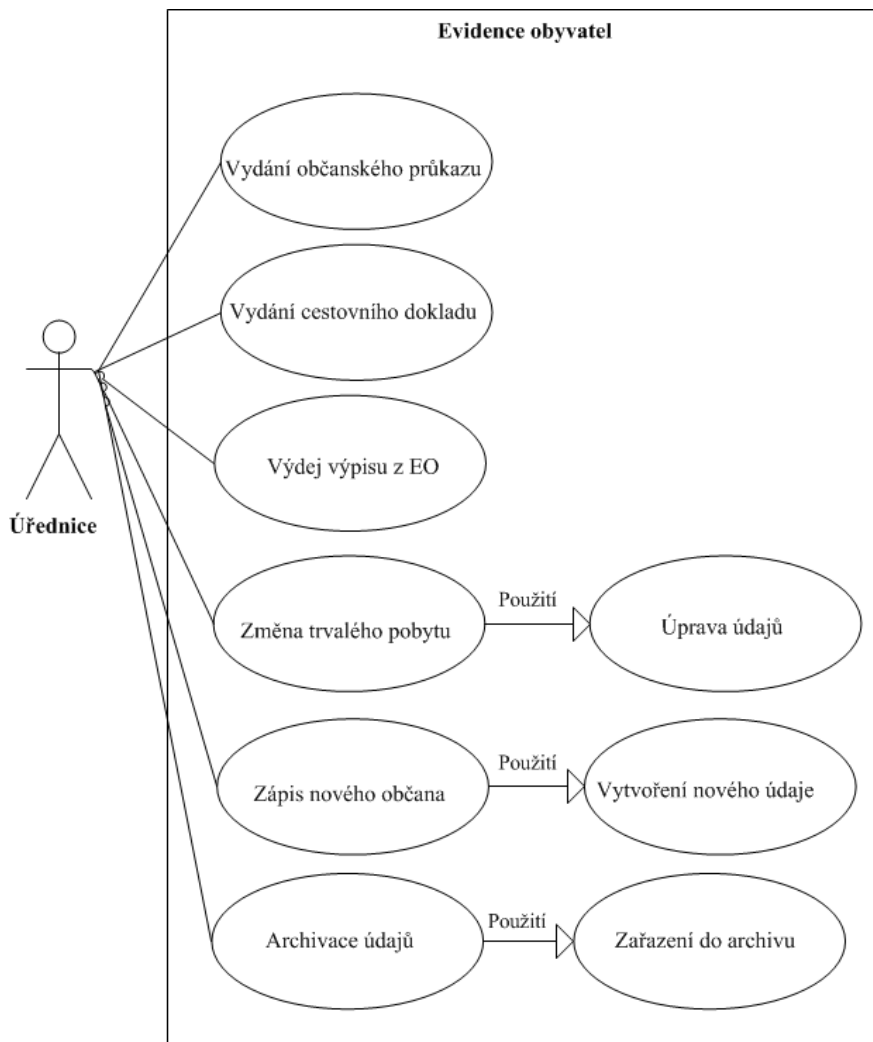 Evidence obyvatel
Vydání občanského průkazu
Vydání cestovního dokladu
Výdej výpisu z EO
Úřednice
Změna trvalého pobytu
Použití
Úprava údajů
Zápis nového občana
Použití
Vytvoření nového údaje
Archivace údajů
Použití
Zařazení do archivu